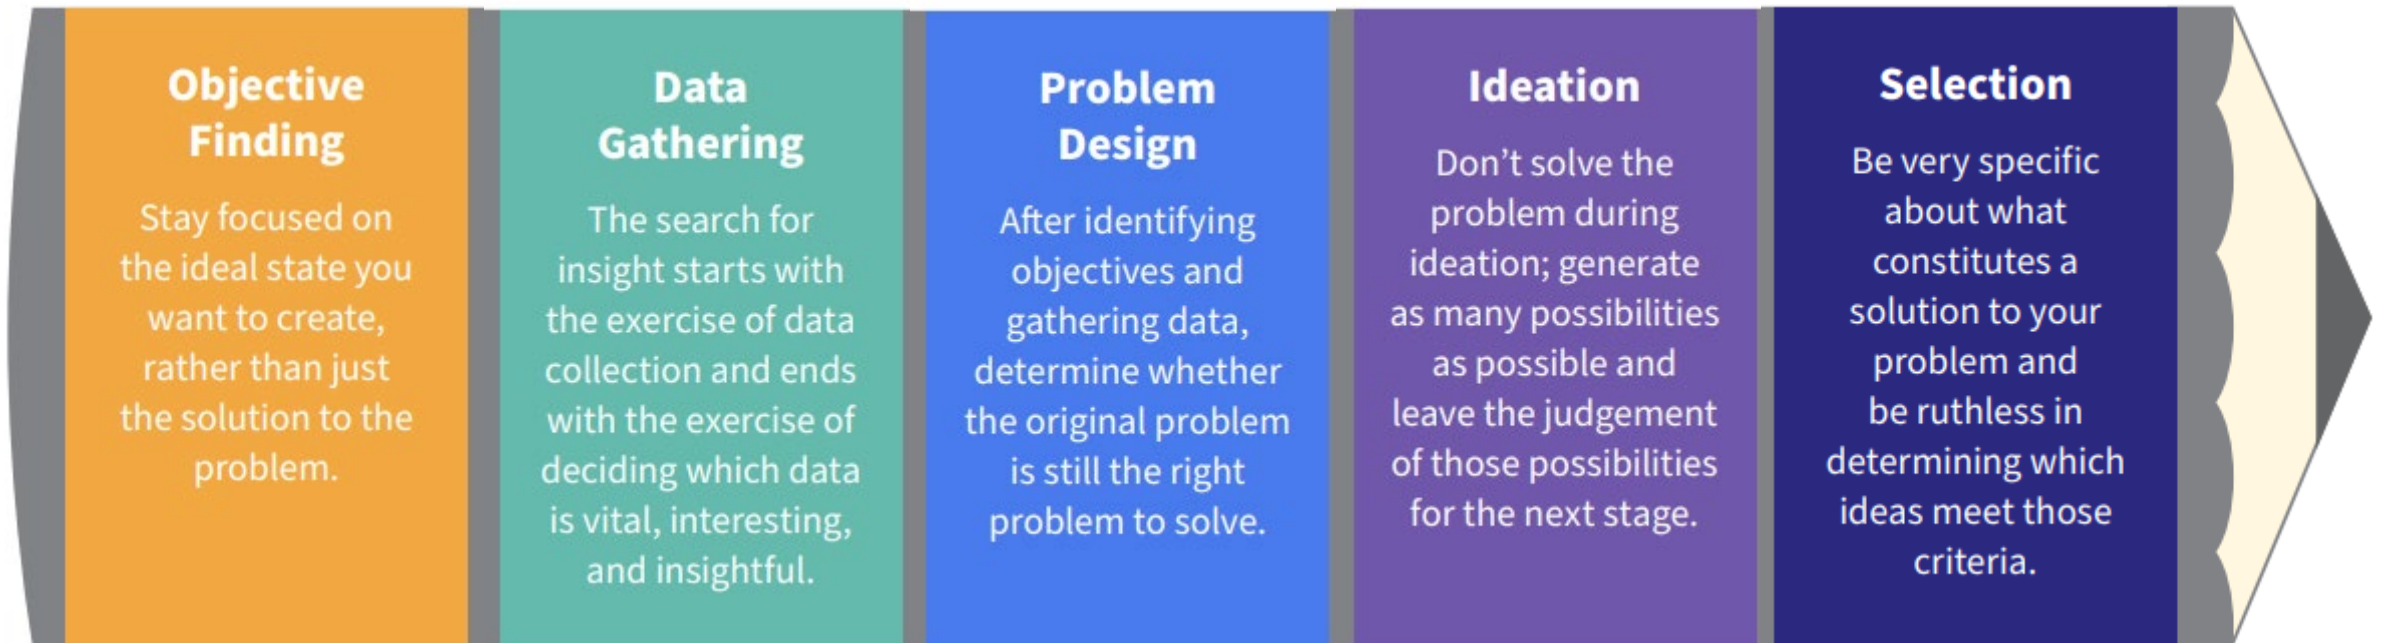 Objective
Finding
Stay focused on
the ideal state you
want to create,
rather than just
the solution to the
problem.
Data
Gathering
The search for
insight starts with
the exercise of data
collection and ends
with the exercise of
deciding which data
is vital, interesting,
and insightful.
Problem
Design
After identifying
objectives and
gathering data,
determine whether
the original problem
is still the right
problem to solve.
Ideation
Don’t solve the
problem during
ideation; generate
as many possibilities
as possible and
leave the judgement
of those possibilities
for the next stage.
Selection
Be very specific
about what
constitutes a
solution to your
problem and
be ruthless in
determining which
ideas meet those
criteria.